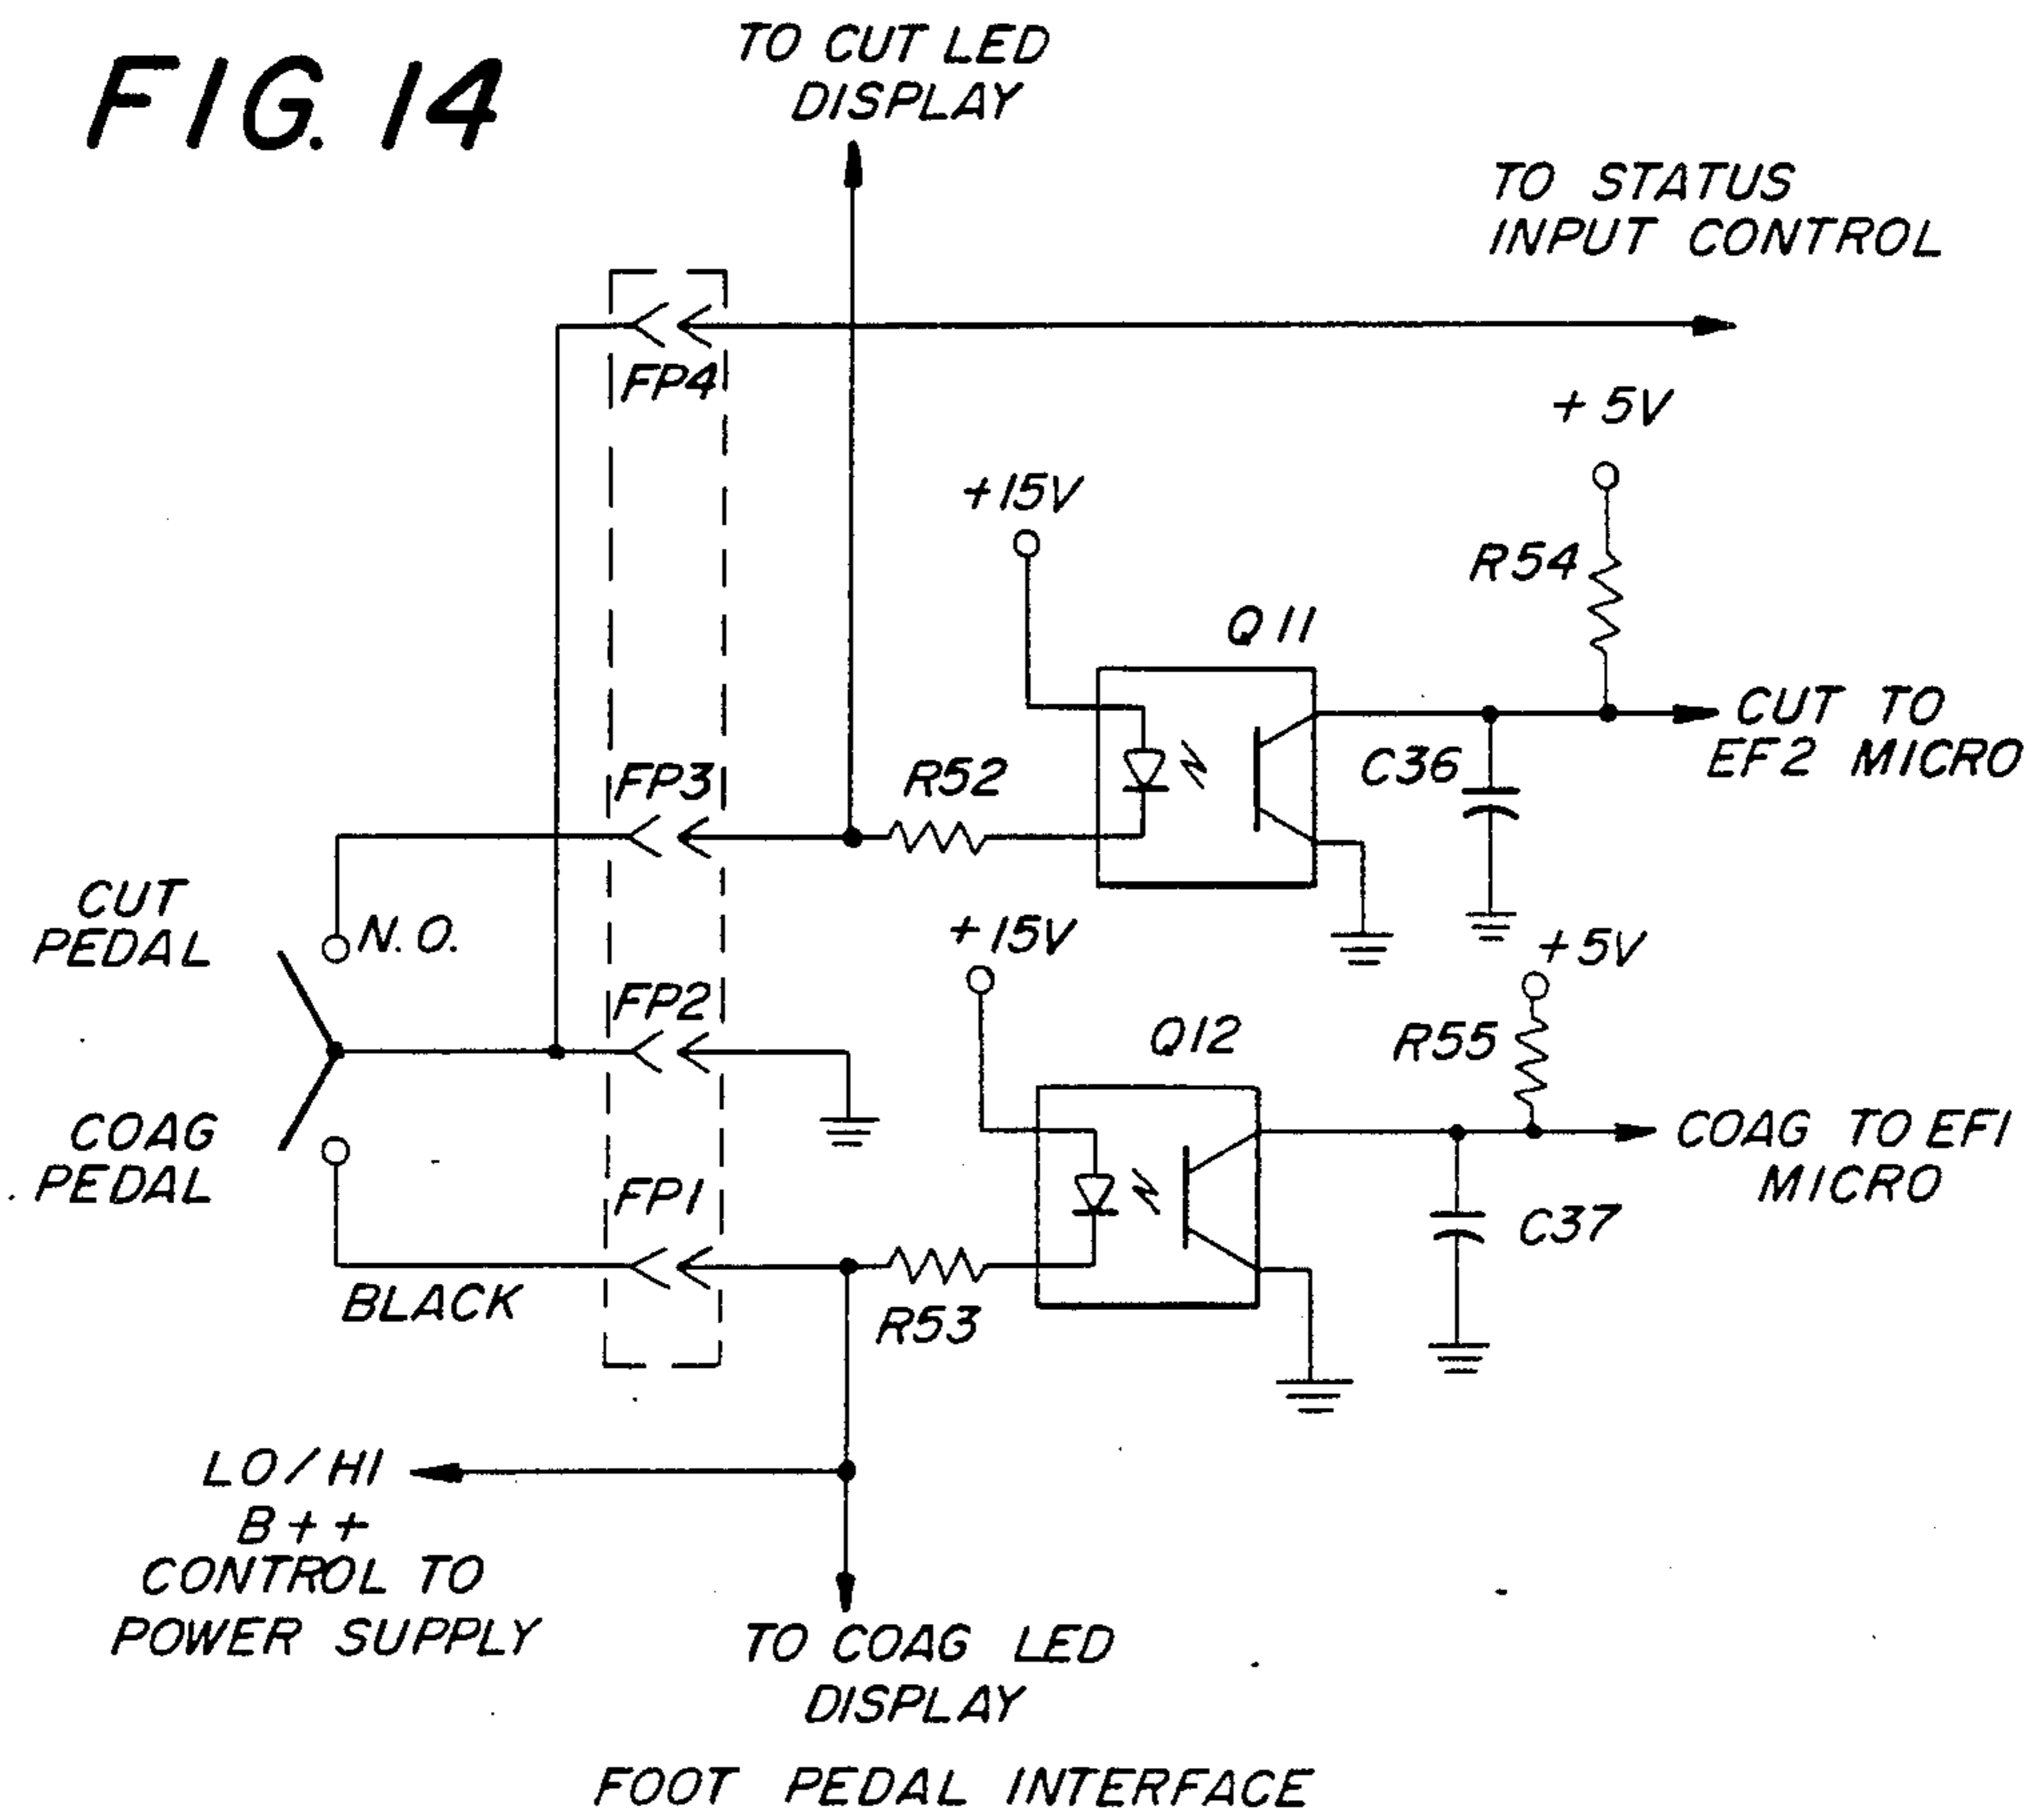 FIG. 14
TO CUT LED
DISPLAY
TO STATUS
INPUT CONTROL
FP4
+5V
+15V
R54
Q11
CUT TO
EF2 MICRO
C36
FP3
R52
CUT
PEDAL
N.O.
+15V
+5V
FP2
Q12
R55
COAG
PEDAL
COAG TO EF1
MICRO
FP1
C37
BLACK
R53
LO/HI
B++
CONTROL TO
POWER SUPPLY
TO COAG LED
DISPLAY
FOOT PEDAL INTERFACE